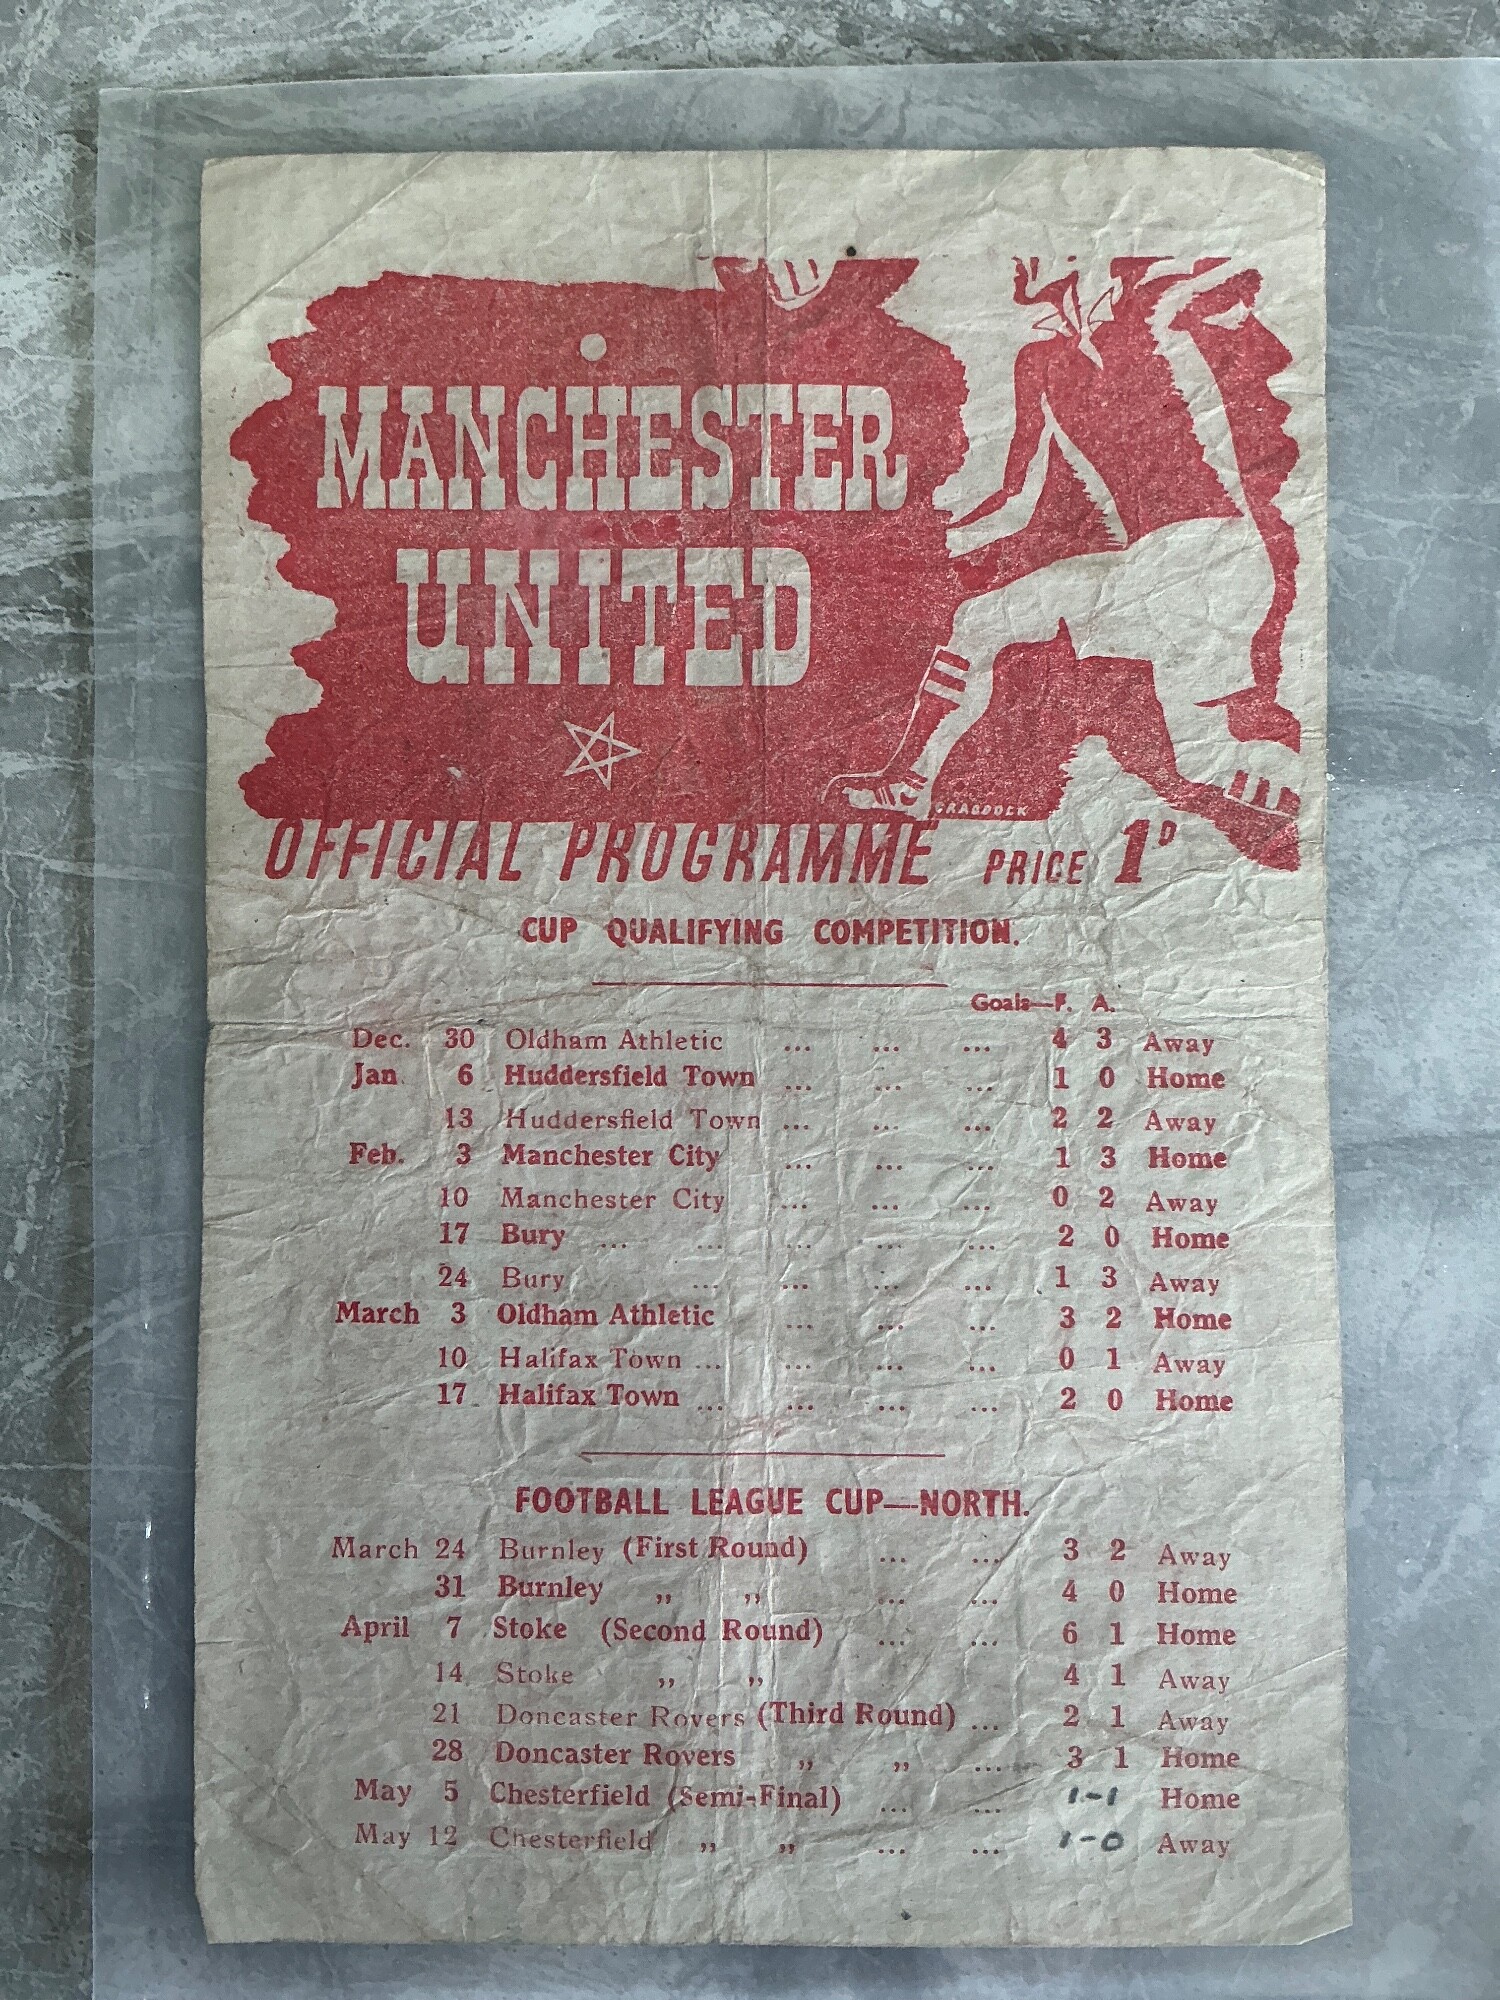 MANCHESTER
UNITED
CRADDOCK
OFFICIAL PROGRAMME PRICE 1D
CUP QUALIFYING COMPETITION.
Goals—F. A.
Dec. 30 Oldham Athletic ... ... ... 4 3 Away
Jan. 6 Huddersfield Town ... ... ... 1 0 Home
13 Huddersfield Town ... ... ... 2 2 Away
Feb. 3 Manchester City ... ... ... 1 3 Home
10 Manchester City ... ... ... 0 2 Away
17 Bury ... ... ... ... ... 2 0 Home
24 Bury ... ... ... ... 1 3 Away
March 3 Oldham Athletic ... ... ... 3 2 Home
10 Halifax Town ... ... ... ... 0 1 Away
17 Halifax Town ... ... ... ... 2 0 Home
FOOTBALL LEAGUE CUP—NORTH.
March 24 Burnley (First Round) ... ... 3 2 Away
31 Burnley ,, ,, ... ... 4 0 Home
April 7 Stoke (Second Round) ... ... 6 1 Home
14 Stoke ,, ,, 4 1 Away
21 Doncaster Rovers (Third Round) ... 2 1 Away
28 Doncaster Rovers ,, ,, ... 3 1 Home
May 5 Chesterfield (Semi-Final) ... ... 1-1 Home
May 12 Chesterfield ,, ,, ... ... 1-0 Away